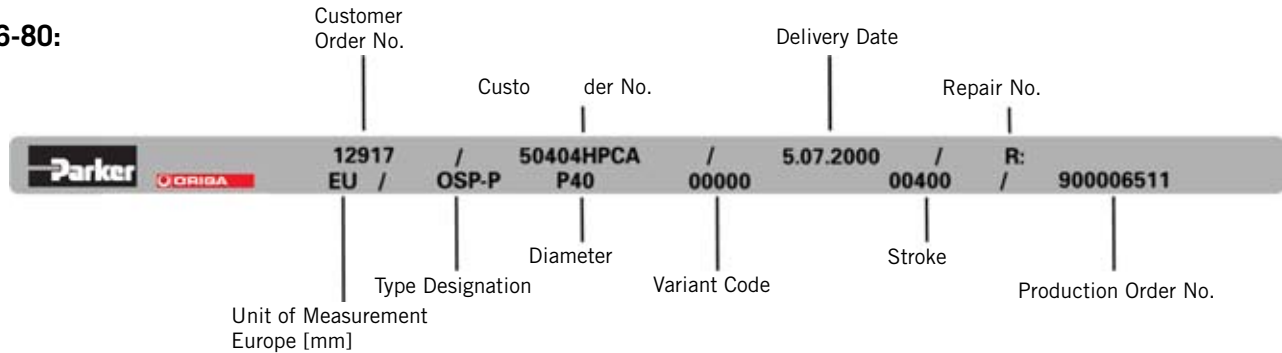 Customer
Order No.
6-80:
Delivery Date
Custo der No.
Repair No.
Parker
ORIGA
12917 / 50404HPCA / 5.07.2000 / R:
EU / OSP-P P40 00000 00400 / 900006511
Diameter
Stroke
Type Designation
Variant Code
Production Order No.
Unit of Measurement
Europe [mm]